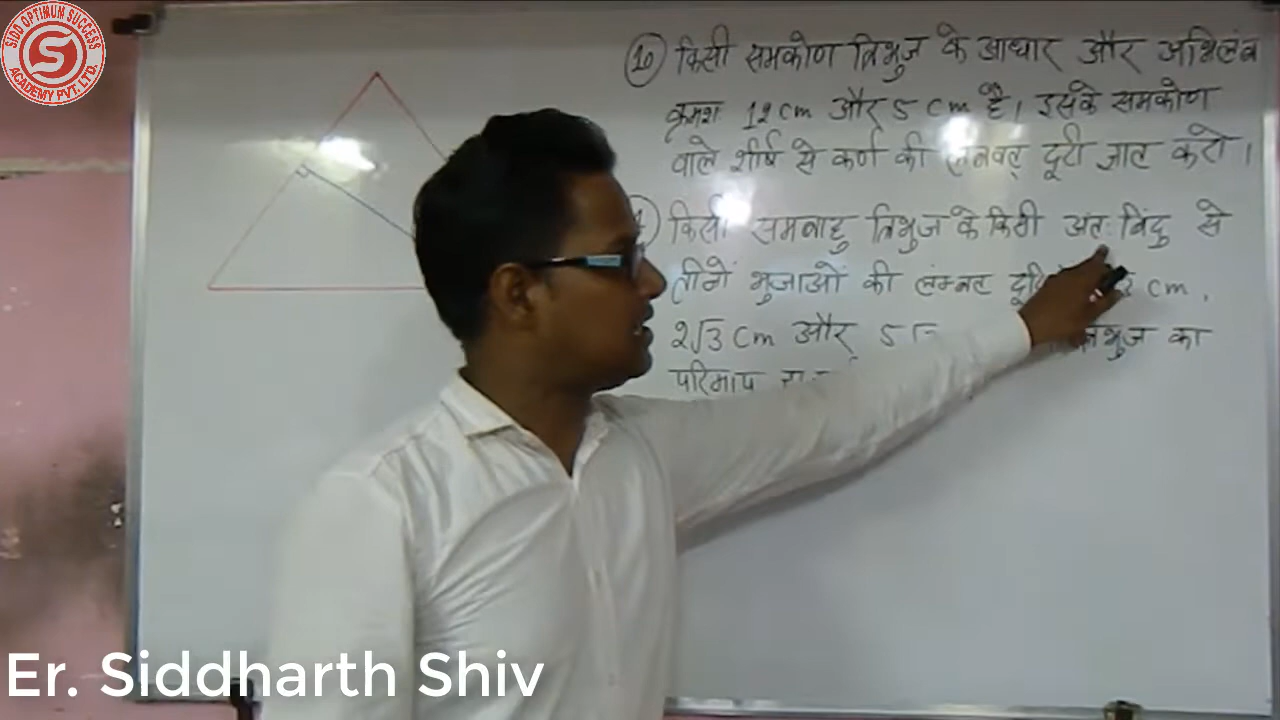 SIDD OPTIMUM SUCCESS
S
ACADEMY PVT. LTD.
(10) किसी समकोण त्रिभुज के आधार और अभिलंब
क्रमश 12 cm और 5 cm है। इसके समकोण
वाले शीर्ष से कर्ण की लम्बवत् दूरी ज्ञात करो।
किसी समबाहु त्रिभुज के किसी अंतः बिंदु से
तीनों भुजाओं की लम्बवत cm,
2√3 cm और 5 का
परिमाप
Er. Siddharth Shiv